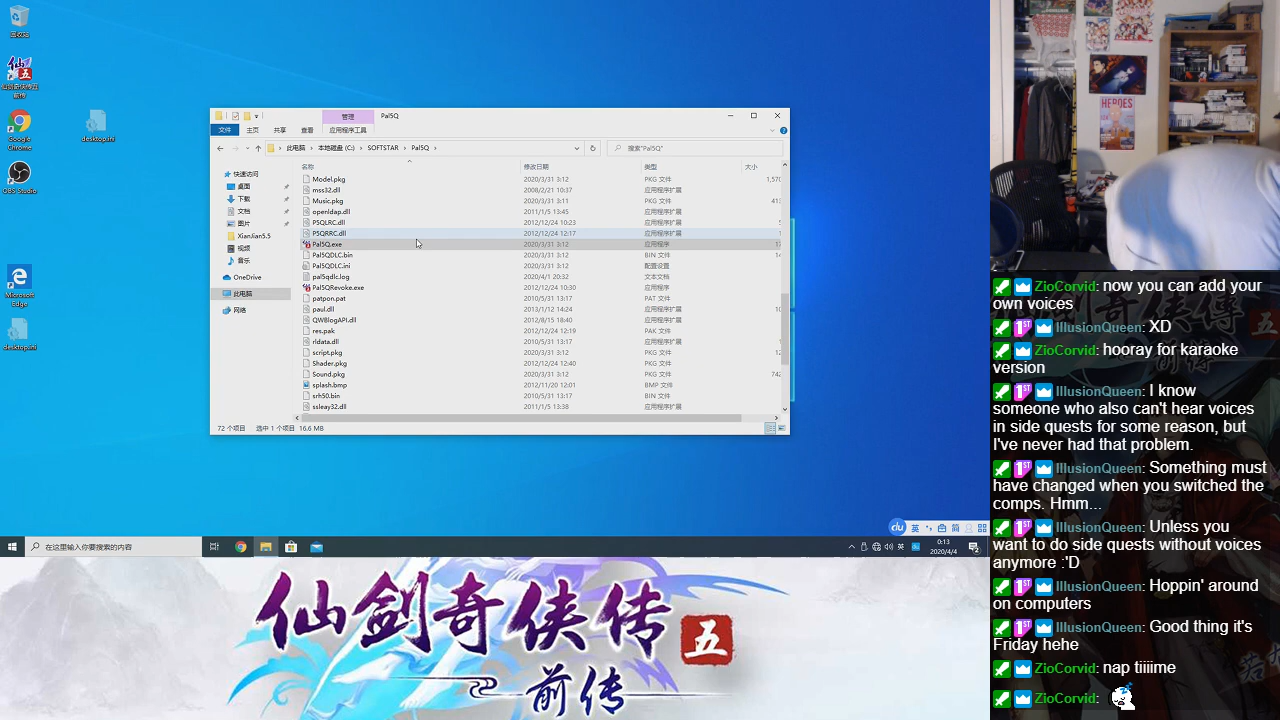 回收站
仙剑奇侠传五
前传
Google
Chrome
desktop.ini
OBS Studio
Microsoft
Edge
desktop.ini
管理
Pal5Q
文件
主页
共享
查看
应用程序工具
此电脑 › 本地磁盘 (C:) › SOFTSTAR › Pal5Q ›
搜索"Pal5Q"
名称 修改日期 类型 大小
快速访问
桌面
下载
文档
图片
XianJian5.5
视频
音乐
OneDrive
此电脑
网络
Model.pkg 2020/3/31 3:12 PKG 文件 1,570
mss32.dll 2008/2/21 10:37 应用程序扩展
Music.pkg 2020/3/31 3:11 PKG 文件 413
openldap.dll 2011/1/5 13:45 应用程序扩展
P5QLRC.dll 2012/12/24 10:23 应用程序扩展 5
P5QRRC.dll 2012/12/24 12:17 应用程序扩展 1
Pal5Q.exe 2020/3/31 3:12 应用程序 17
Pal5QDLC.bin 2020/3/31 3:12 BIN 文件 14
Pal5QDLC.ini 2020/3/31 3:12 配置设置
pal5qdlc.log 2020/4/1 20:32 文本文档
Pal5QRevoke.exe 2012/12/24 10:30 应用程序
patpon.pat 2010/5/31 13:17 PAT 文件
paul.dll 2013/1/12 14:24 应用程序扩展 10
QWBlogAPI.dll 2012/8/15 18:40 应用程序扩展
res.pak 2012/12/24 12:19 PAK 文件
rldata.dll 2010/5/31 13:17 应用程序扩展 1
script.pkg 2020/3/31 3:12 PKG 文件 12
Shader.pkg 2012/12/24 12:40 PKG 文件
Sound.pkg 2020/3/31 3:12 PKG 文件 742
splash.bmp 2012/11/20 12:01 BMP 文件
srh50.bin 2010/5/31 13:17 BIN 文件
ssleay32.dll 2011/1/5 13:38 应用程序扩展
72 个项目 选中 1 个项目 16.6 MB
du 英 简
在这里输入你要搜索的内容
英
0:13
2020/4/4
仙剑奇侠传
五
前传
HEROES
ZioCorvid: now you can add your
own voices
IllusionQueen: XD
ZioCorvid: hooray for karaoke
version
IllusionQueen: I know
someone who also can't hear voices
in side quests for some reason, but
I've never had that problem.
IllusionQueen: Something must
have changed when you switched the
comps. Hmm...
IllusionQueen: Unless you
want to do side quests without voices
anymore :'D
IllusionQueen: Hoppin' around
on computers
IllusionQueen: Good thing it's
Friday hehe
ZioCorvid: nap tiiiime
ZioCorvid: